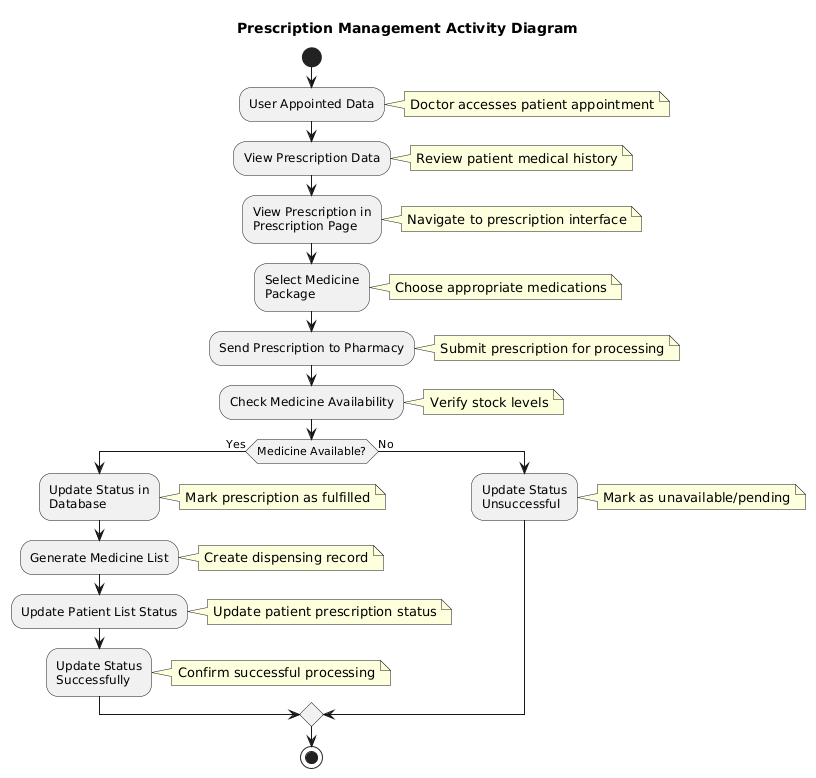 Prescription Management Activity Diagram
User Appointed Data
Doctor accesses patient appointment
View Prescription Data
Review patient medical history
View Prescription in
Prescription Page
Navigate to prescription interface
Select Medicine
Package
Choose appropriate medications
Send Prescription to Pharmacy
Submit prescription for processing
Check Medicine Availability
Verify stock levels
Yes
Medicine Available?
No
Update Status in
Database
Mark prescription as fulfilled
Update Status
Unsuccessful
Mark as unavailable/pending
Generate Medicine List
Create dispensing record
Update Patient List Status
Update patient prescription status
Update Status
Successfully
Confirm successful processing